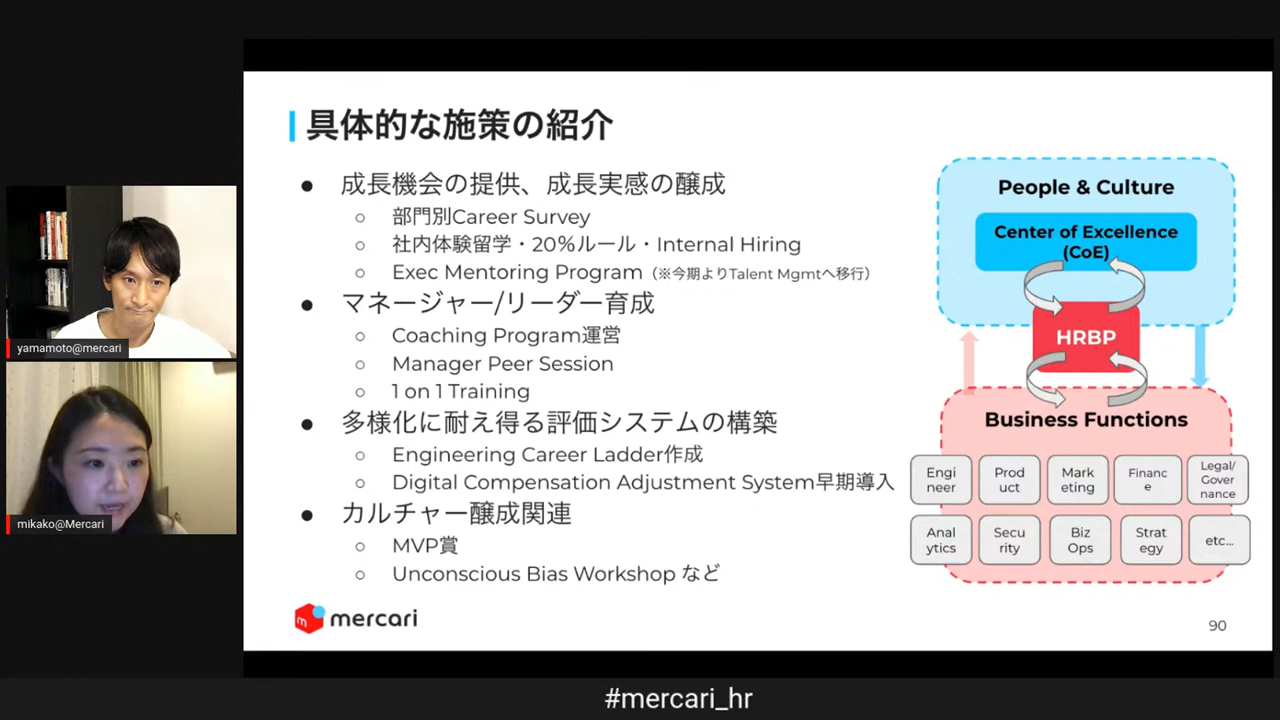 具体的な施策の紹介
● 成長機会の提供、成長実感の醸成
○ 部門別Career Survey
○ 社内体験留学・20%ルール・Internal Hiring
○ Exec Mentoring Program（※今期よりTalent Mgmtへ移行）
● マネージャー/リーダー育成
○ Coaching Program運営
○ Manager Peer Session
○ 1 on 1 Training
● 多様化に耐え得る評価システムの構築
○ Engineering Career Ladder作成
○ Digital Compensation Adjustment System早期導入
● カルチャー醸成関連
○ MVP賞
○ Unconscious Bias Workshop など
People & Culture
Center of Excellence
(CoE)
HRBP
Business Functions
Engi
neer
Prod
uct
Mark
eting
Financ
e
Legal/
Gover
nance
Anal
ytics
Secu
rity
Biz
Ops
Strat
egy
etc...
m mercari
90
yamamoto@mercari
mikako@Mercari
#mercari_hr